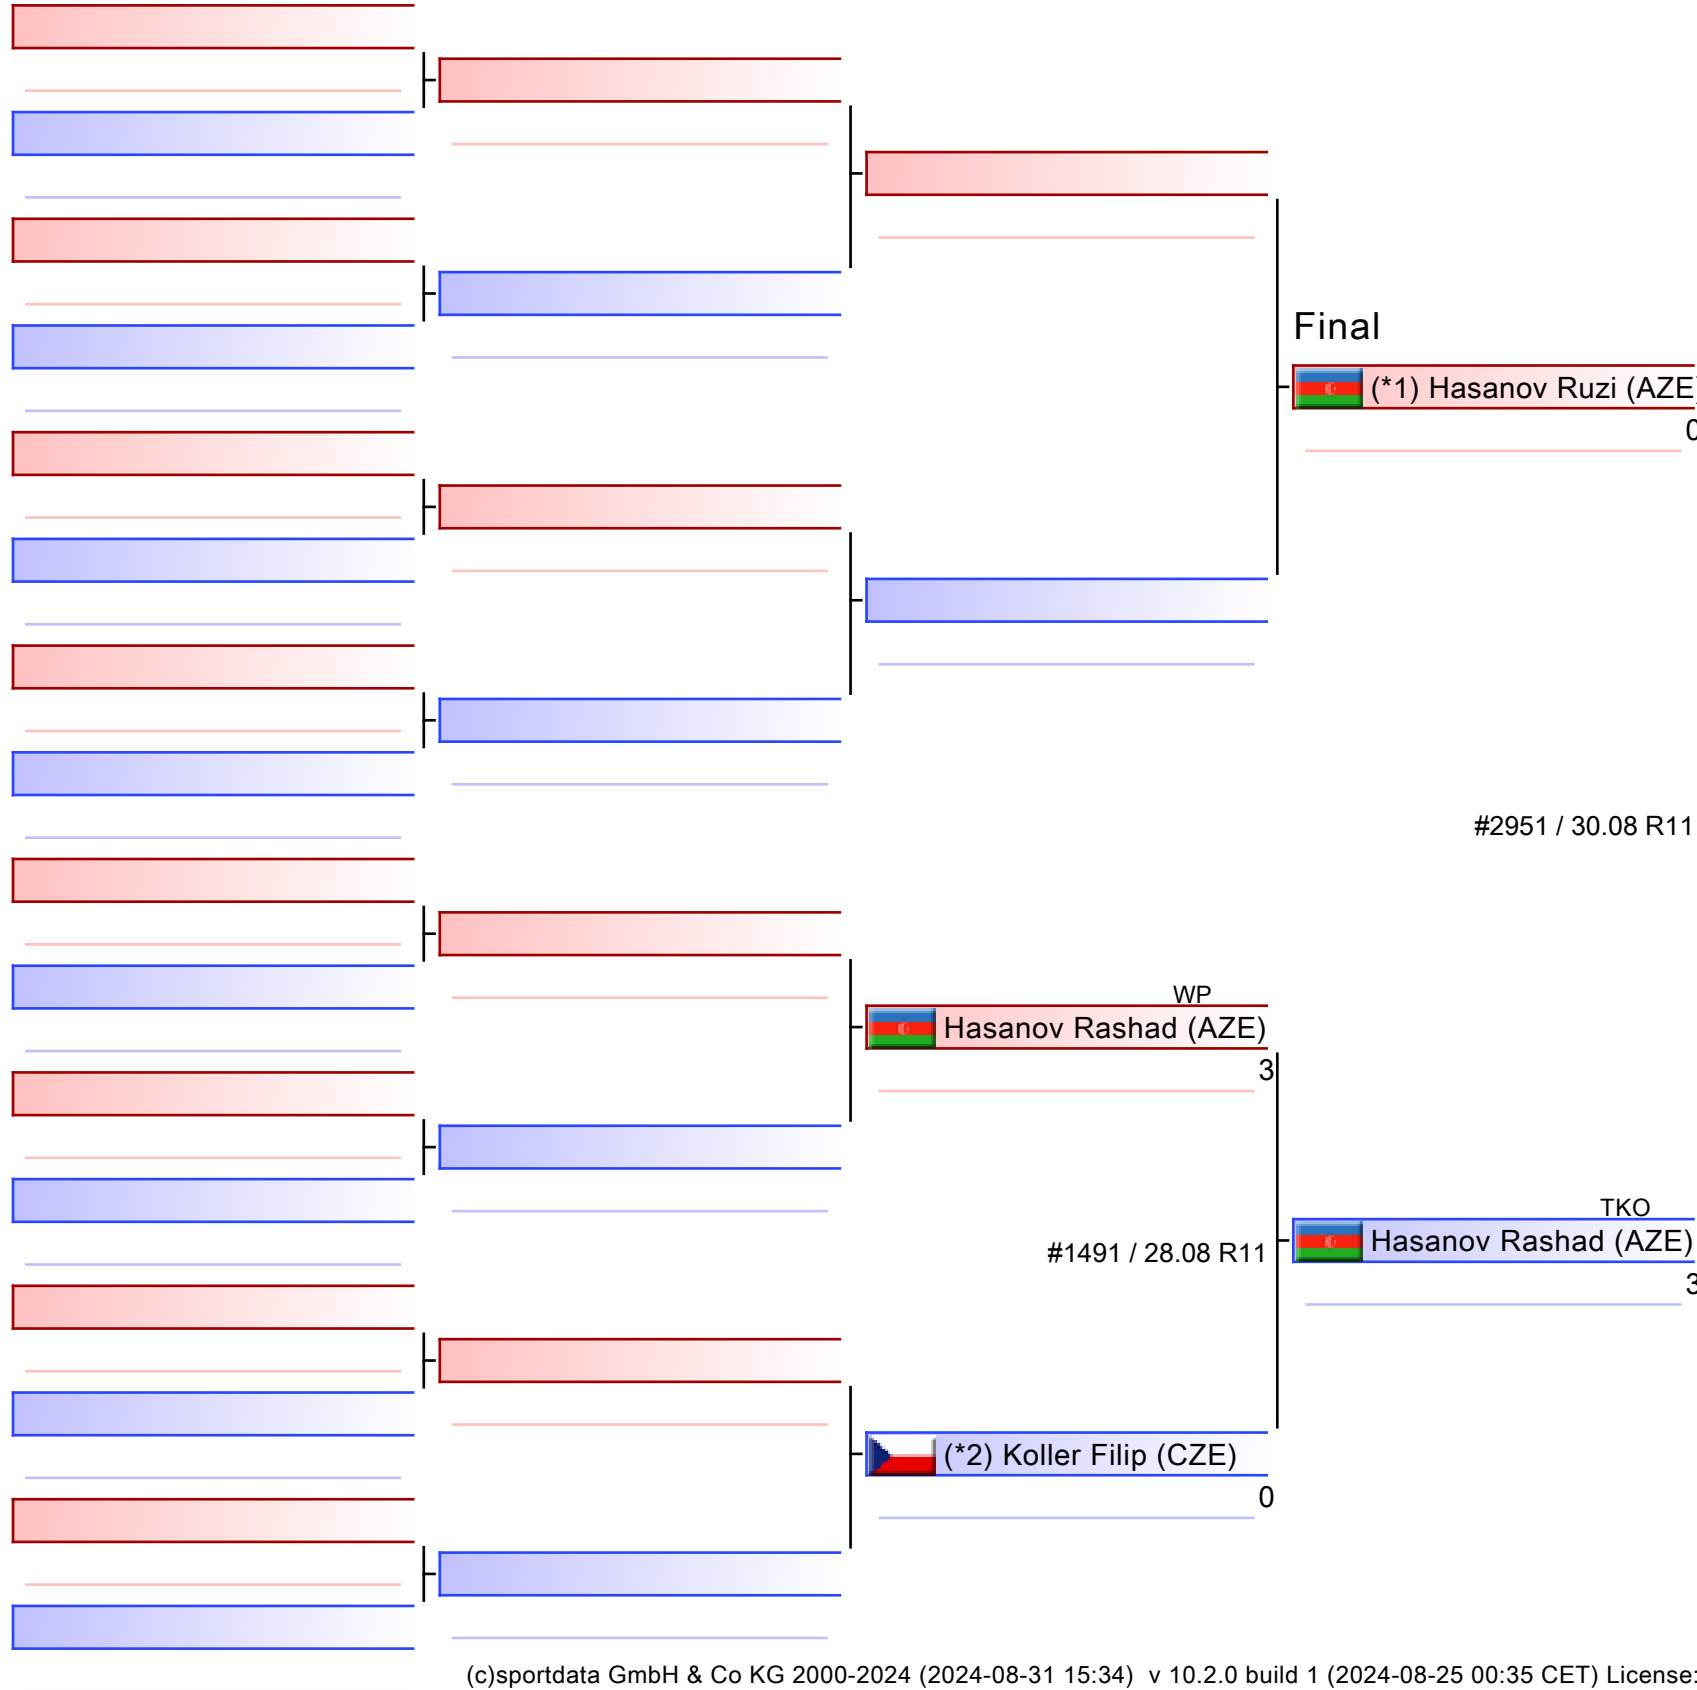 Final
(*1) Hasanov Ruzi (AZE)
0
#2951 / 30.08 R11
WP
Hasanov Rashad (AZE)
3
TKO
#1491 / 28.08 R11
Hasanov Rashad (AZE)
3
(*2) Koller Filip (CZE)
0
(c)sportdata GmbH & Co KG 2000-2024 (2024-08-31 15:34) v 10.2.0 build 1 (2024-08-25 00:35 CET) License: